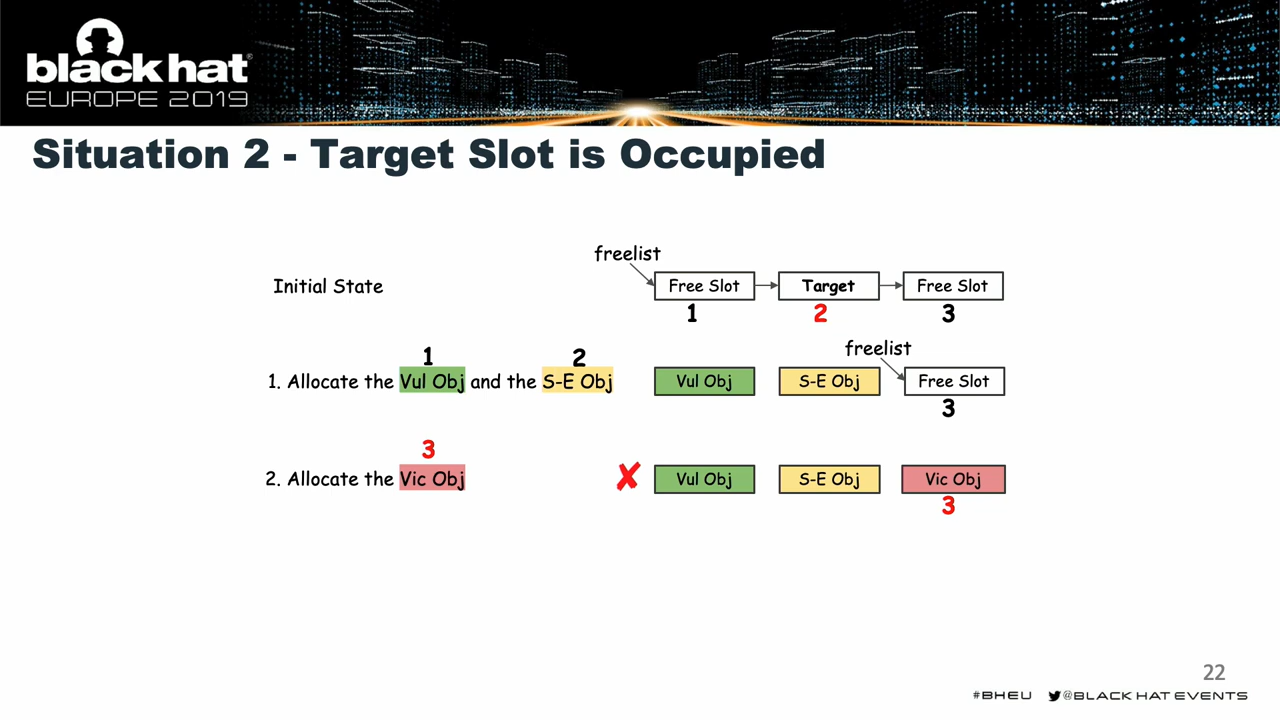 black hat®
EUROPE 2019
Situation 2 - Target Slot is Occupied
freelist
Initial State
Free Slot
Target
Free Slot
1
2
3
freelist
1
2
1. Allocate the Vul Obj and the S-E Obj
Vul Obj
S-E Obj
Free Slot
3
3
2. Allocate the Vic Obj
✘
Vul Obj
S-E Obj
Vic Obj
3
22
#BHEU
@BLACK HAT EVENTS